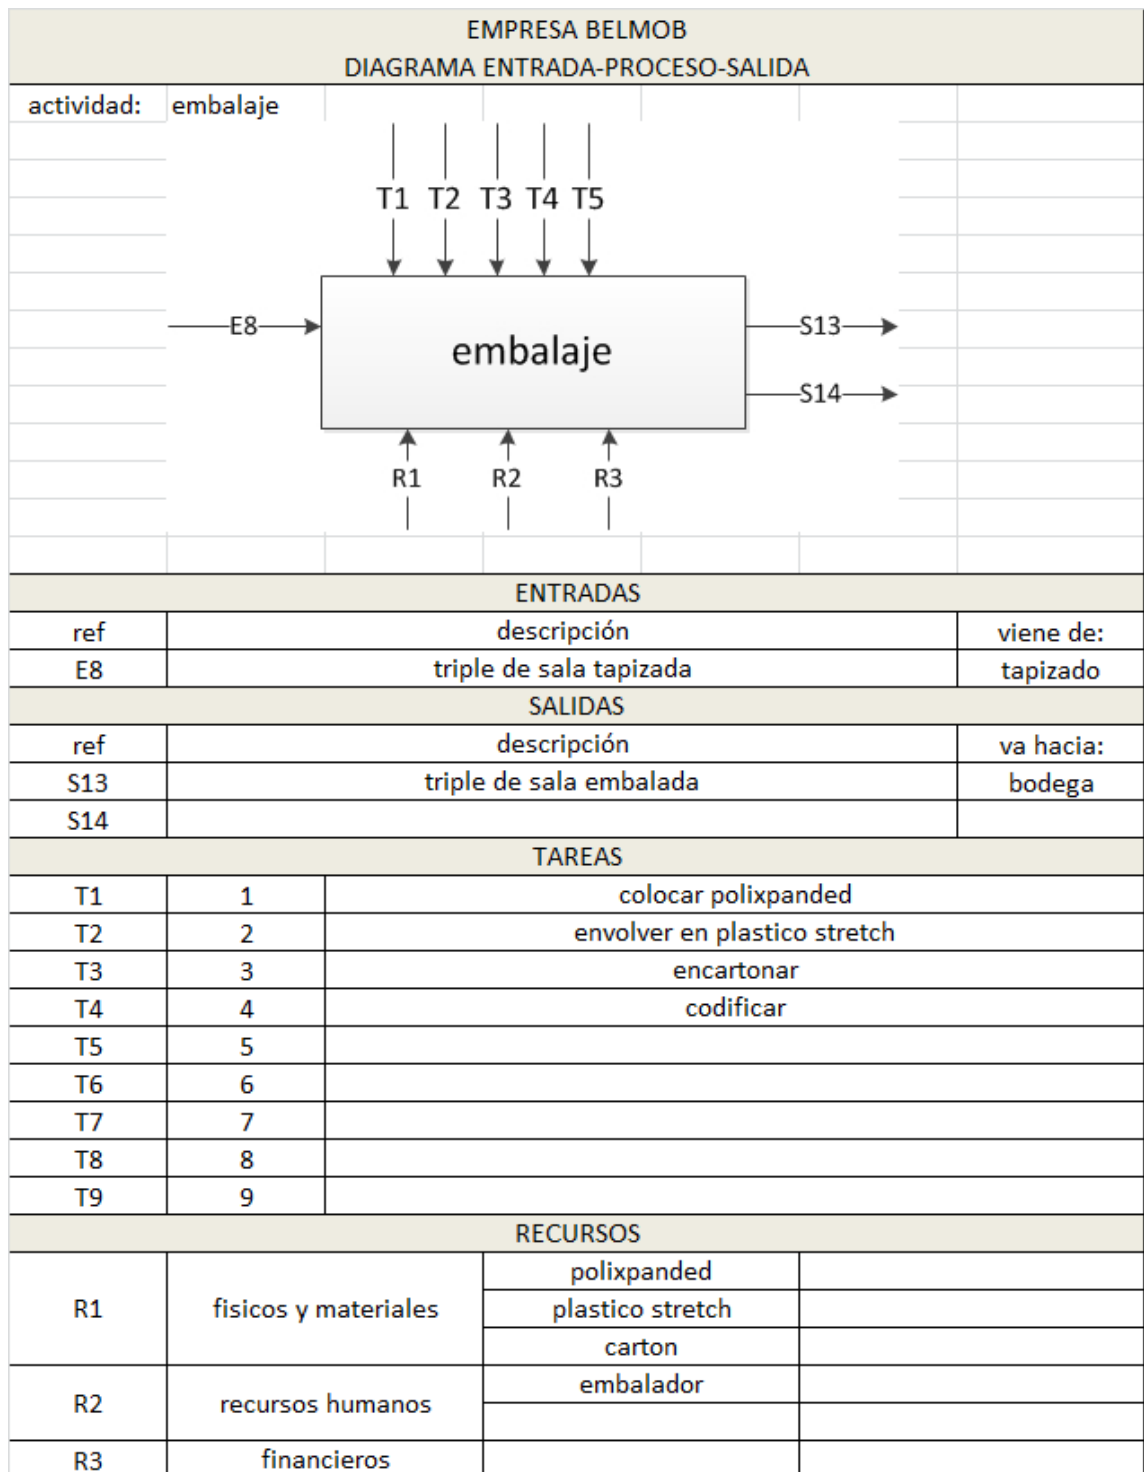 EMPRESA BELMOB
DIAGRAMA ENTRADA-PROCESO-SALIDA
actividad: embalaje
T1 T2 T3 T4 T5
E8
embalaje
S13
S14
R1 R2 R3
ENTRADAS
ref descripción viene de:
E8 triple de sala tapizada tapizado
SALIDAS
ref descripción va hacia:
S13 triple de sala embalada bodega
S14
TAREAS
T1 1 colocar polixpanded
T2 2 envolver en plastico stretch
T3 3 encartonar
T4 4 codificar
T5 5
T6 6
T7 7
T8 8
T9 9
RECURSOS
R1 fisicos y materiales polixpanded
plastico stretch
carton
R2 recursos humanos embalador
R3 financieros